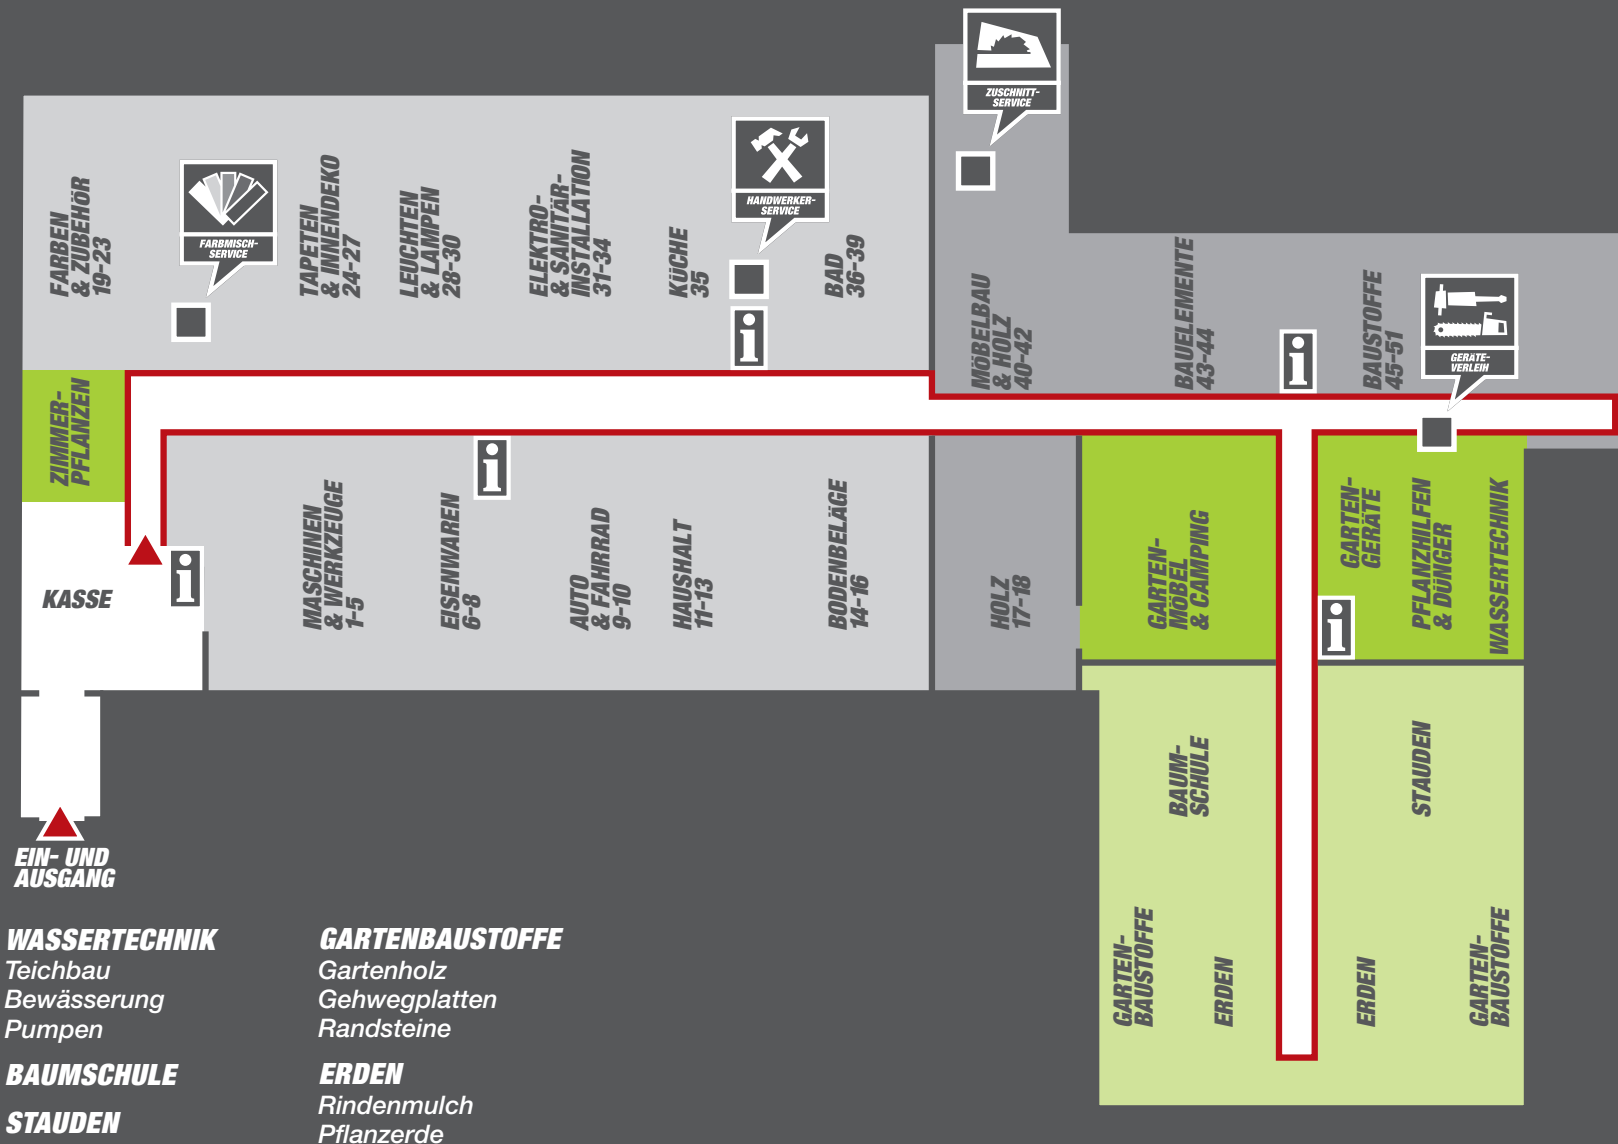 ZUSCHNITT-
SERVICE
FARBEN
& ZUBEHÖR
19-23
FARBMISCH-
SERVICE
TAPETEN
& INNENDEKO
24-27
LEUCHTEN
& LAMPEN
28-30
ELEKTRO-
& SANITÄR-
INSTALLATION
31-34
KÜCHE
35
HANDWERKER-
SERVICE
i
BAD
36-39
MÖBELBAU
& HOLZ
40-42
BAUELEMENTE
43-44
i
BAUSTOFFE
45-51
GERÄTE-
VERLEIH
ZIMMER-
PFLANZEN
KASSE
i
MASCHINEN
& WERKZEUGE
1-5
EISENWAREN
6-8
i
AUTO
& FAHRRAD
9-10
HAUSHALT
11-13
BODENBELÄGE
14-16
HOLZ
17-18
GARTEN-
MÖBEL
& CAMPING
i
GARTEN-
GERÄTE
PFLANZHILFEN
& DÜNGER
WASSERTECHNIK
BAUM-
SCHULE
STAUDEN
GARTEN-
BAUSTOFFE
ERDEN
ERDEN
GARTEN-
BAUSTOFFE
EIN- UND
AUSGANG
WASSERTECHNIK
Teichbau
Bewässerung
Pumpen
BAUMSCHULE
STAUDEN
GARTENBAUSTOFFE
Gartenholz
Gehwegplatten
Randsteine
ERDEN
Rindenmulch
Pflanzerde